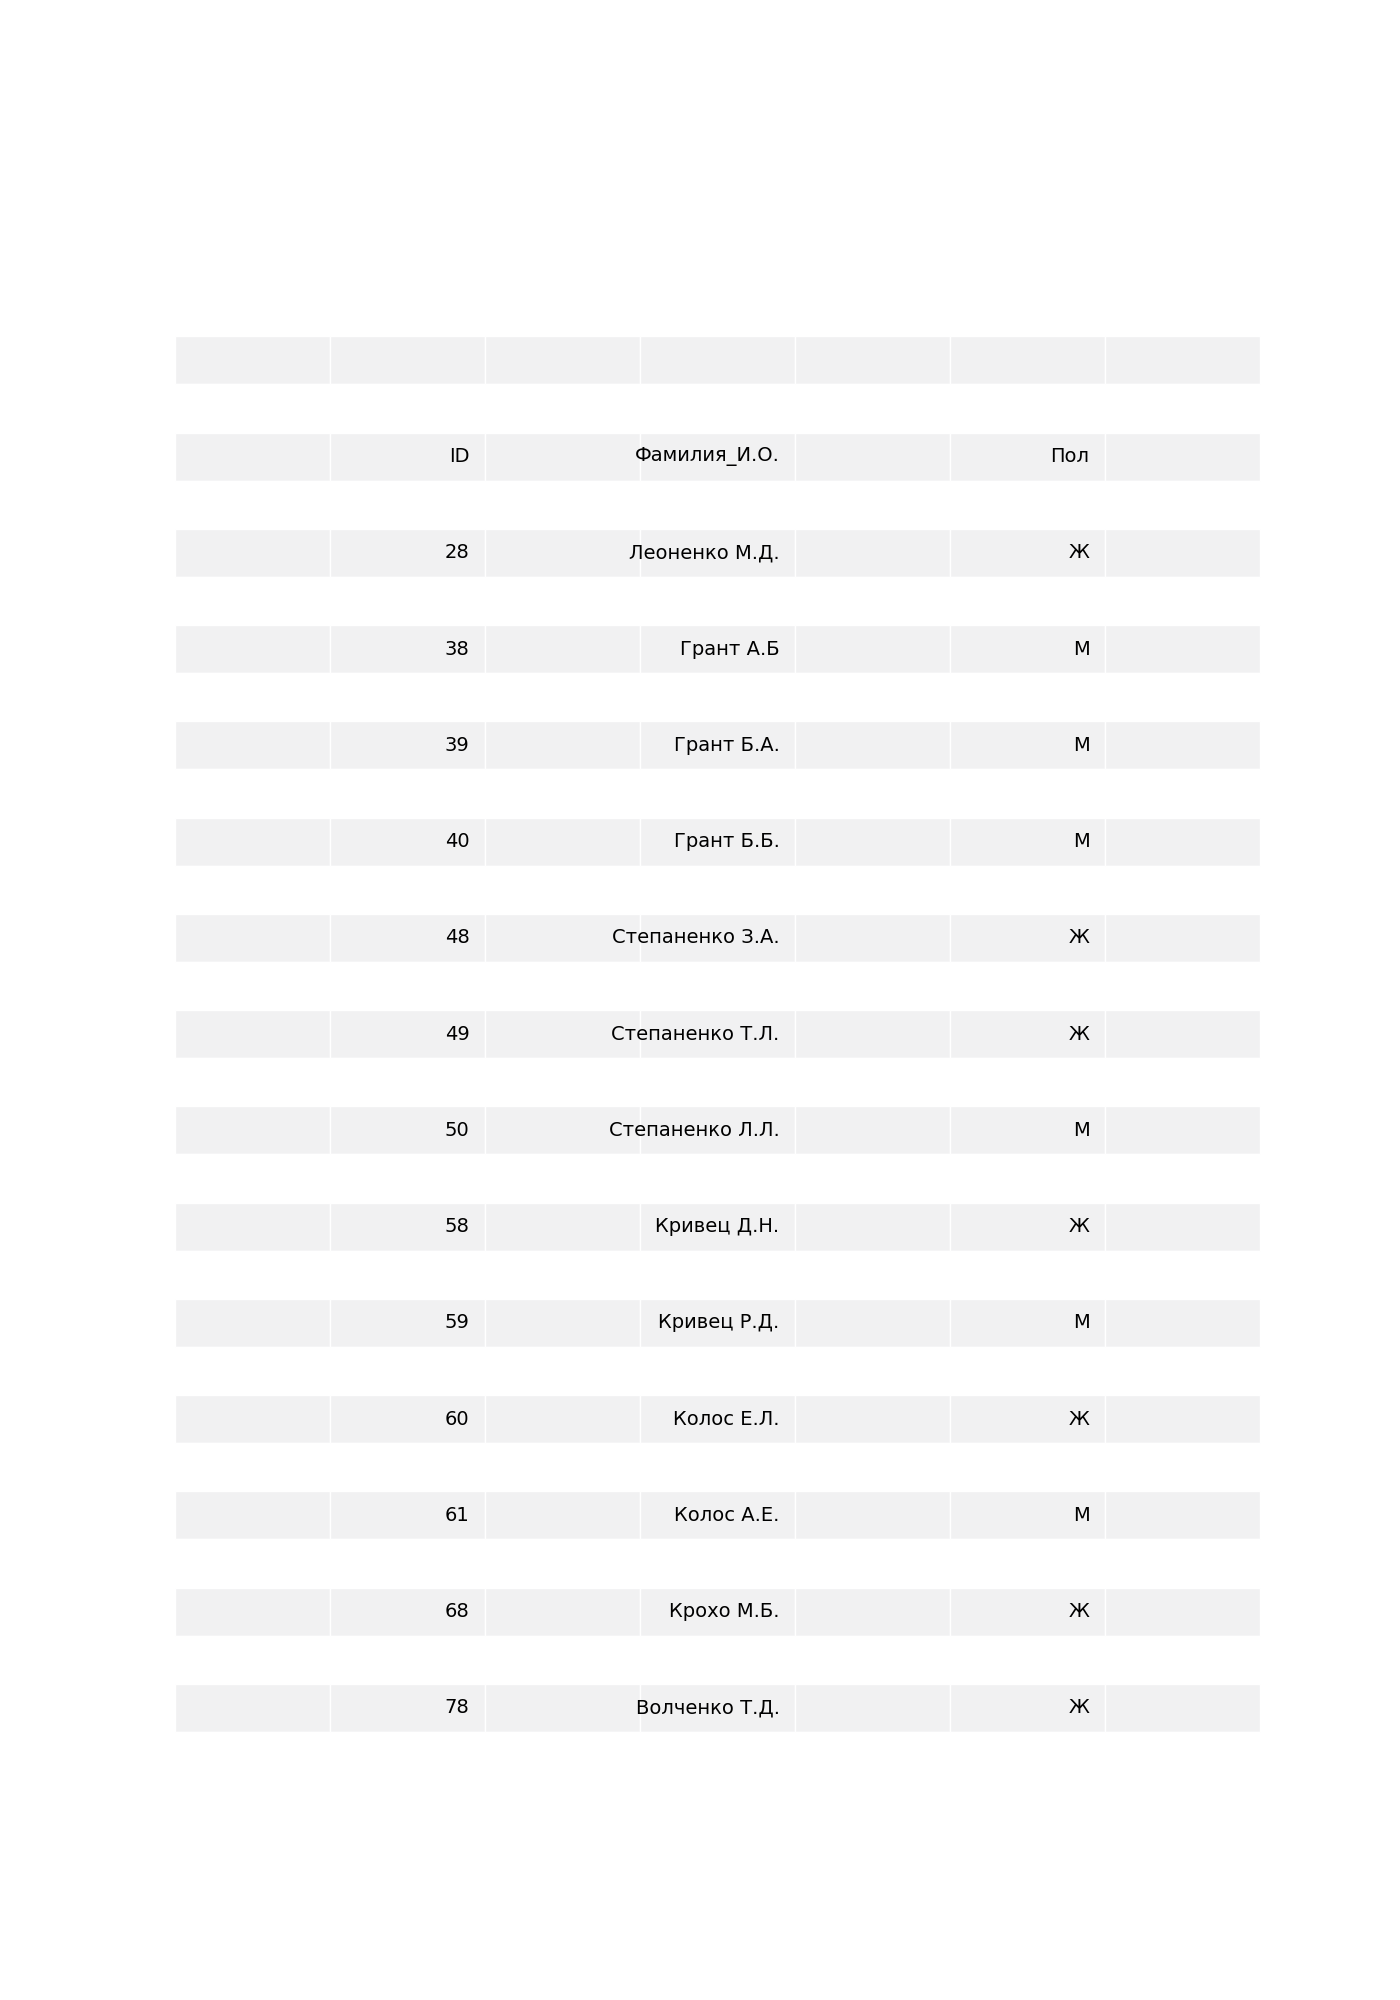 ID Фамилия_И.О. Пол
28 Леоненко М.Д. Ж
38 Грант А.Б М
39 Грант Б.А. М
40 Грант Б.Б. М
48 Степаненко З.А. Ж
49 Степаненко Т.Л. Ж
50 Степаненко Л.Л. М
58 Кривец Д.Н. Ж
59 Кривец Р.Д. М
60 Колос Е.Л. Ж
61 Колос А.Е. М
68 Крохо М.Б. Ж
78 Волченко Т.Д. Ж